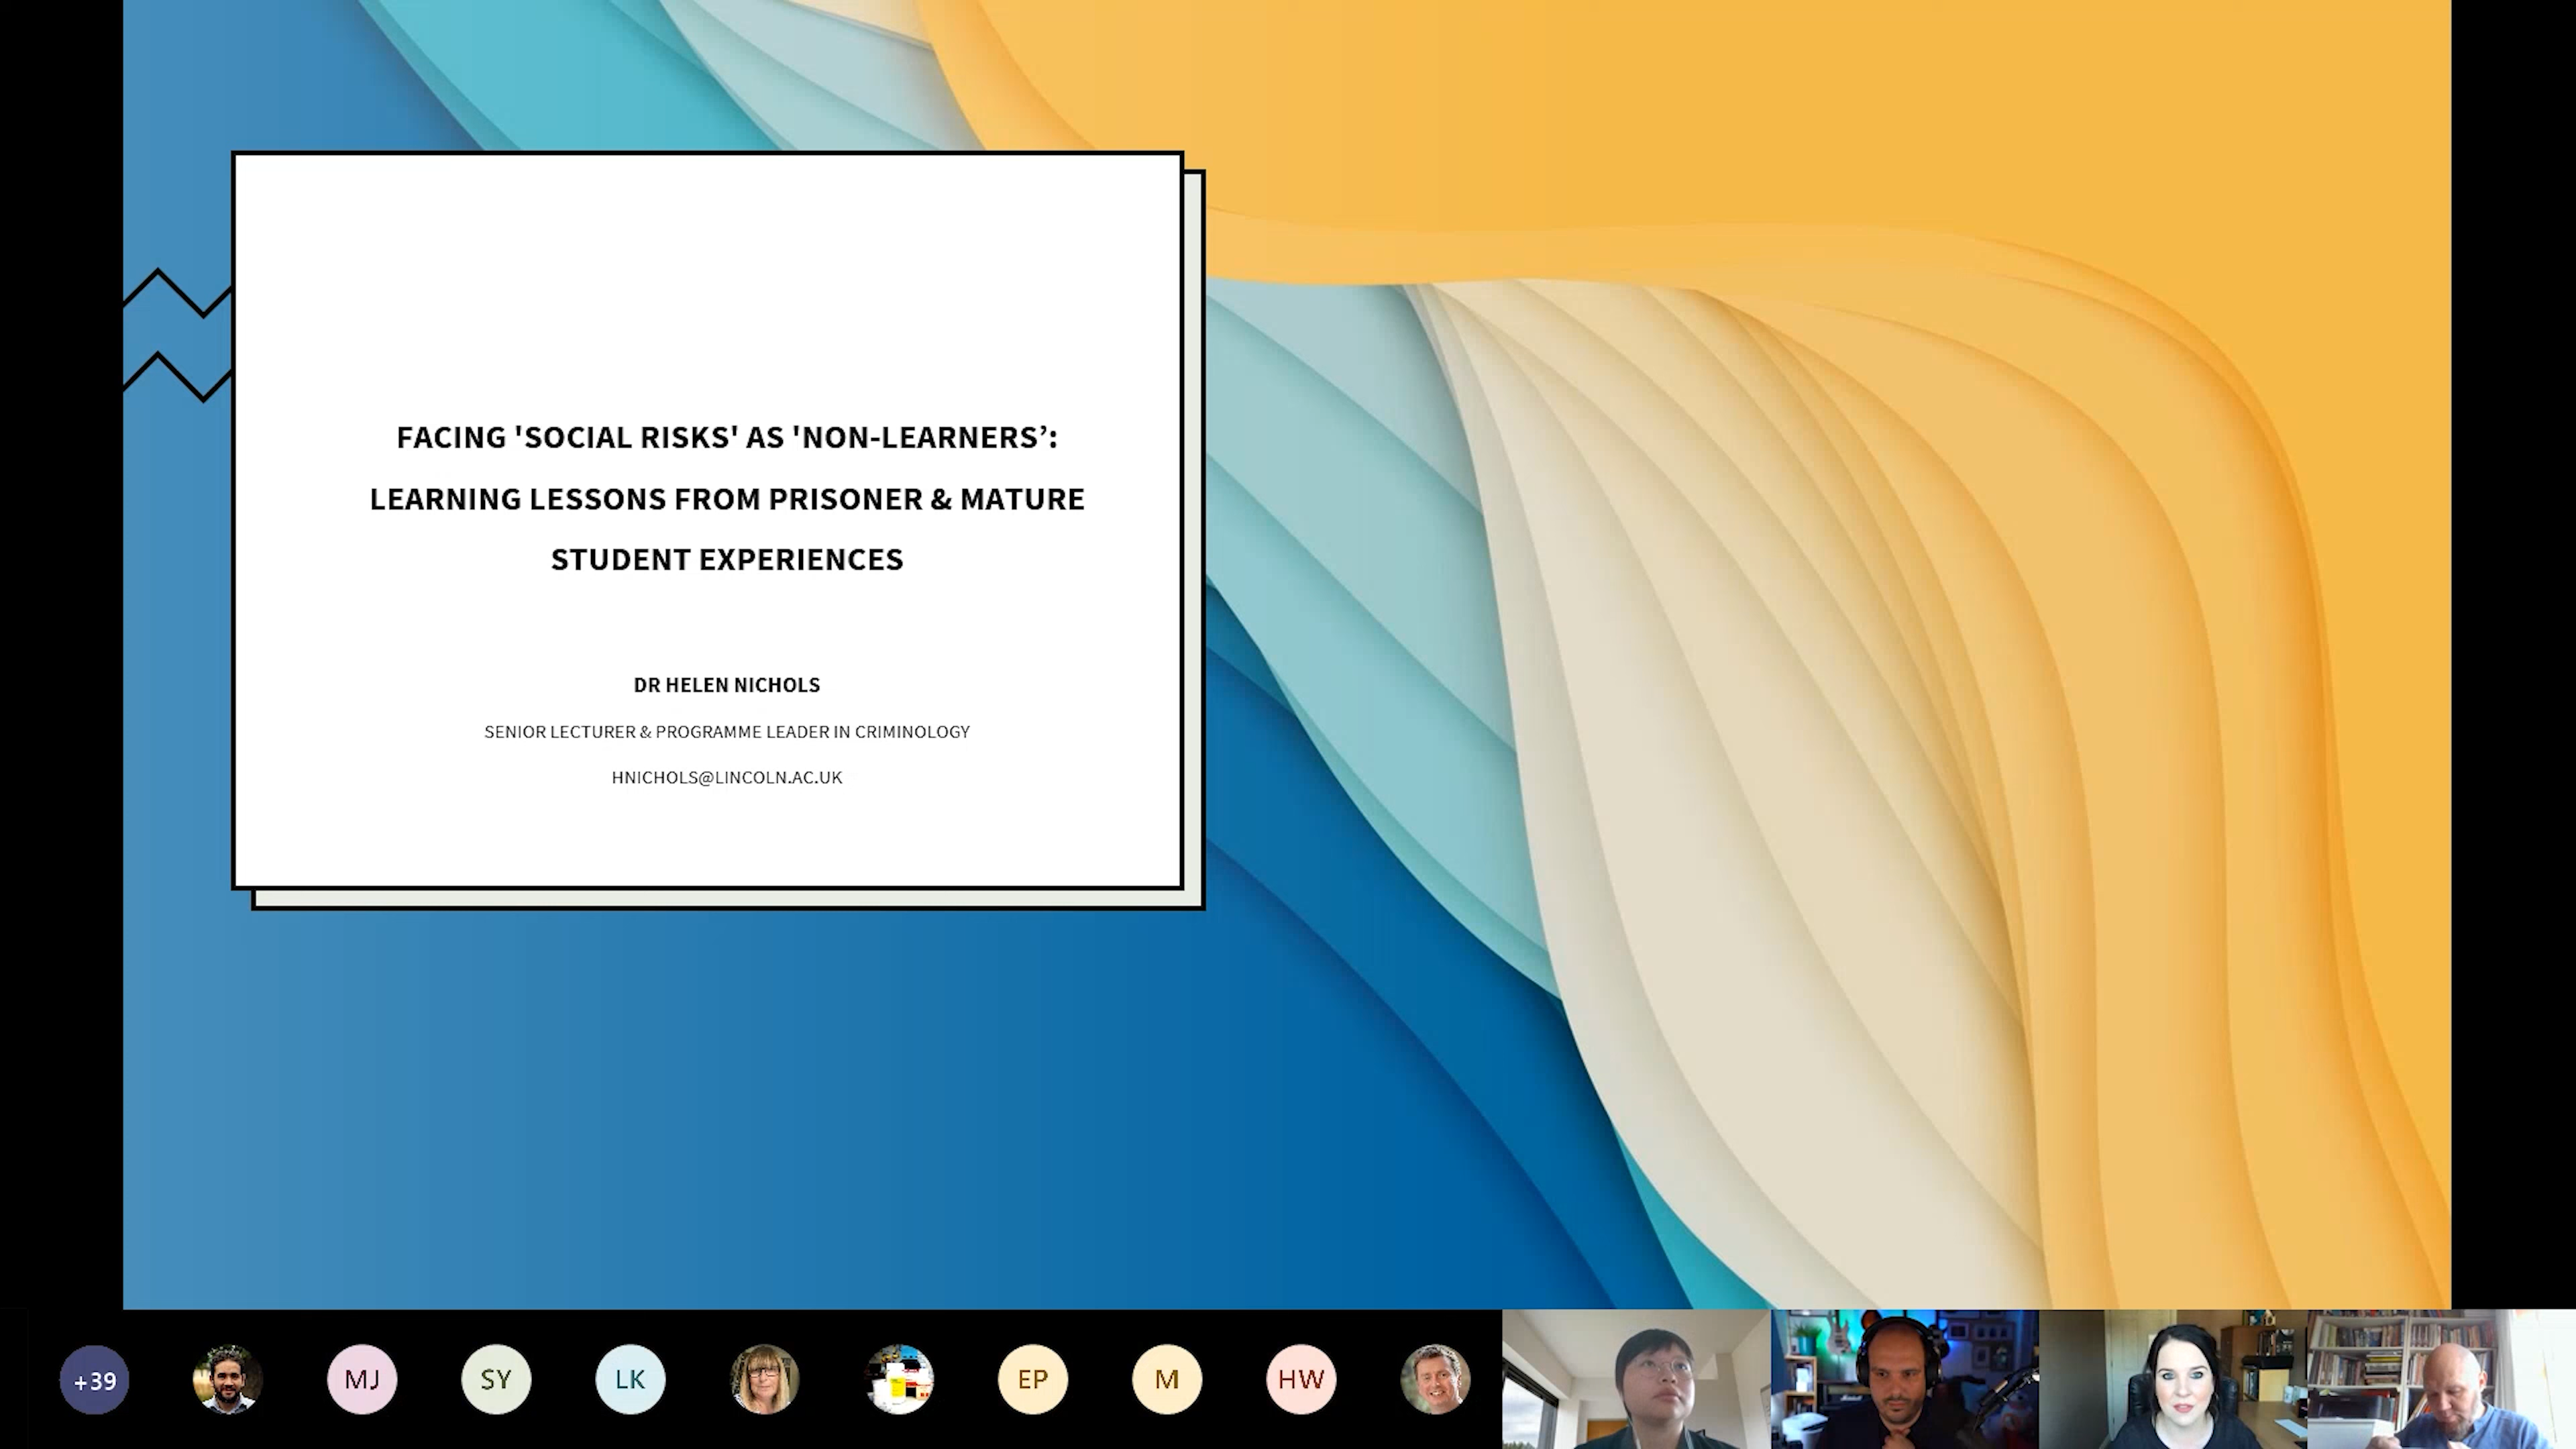 FACING 'SOCIAL RISKS' AS 'NON-LEARNERS’:
LEARNING LESSONS FROM PRISONER & MATURE
STUDENT EXPERIENCES
DR HELEN NICHOLS
SENIOR LECTURER & PROGRAMME LEADER IN CRIMINOLOGY
HNICHOLS@LINCOLN.AC.UK
+39
MJ
SY
LK
EP
M
HW